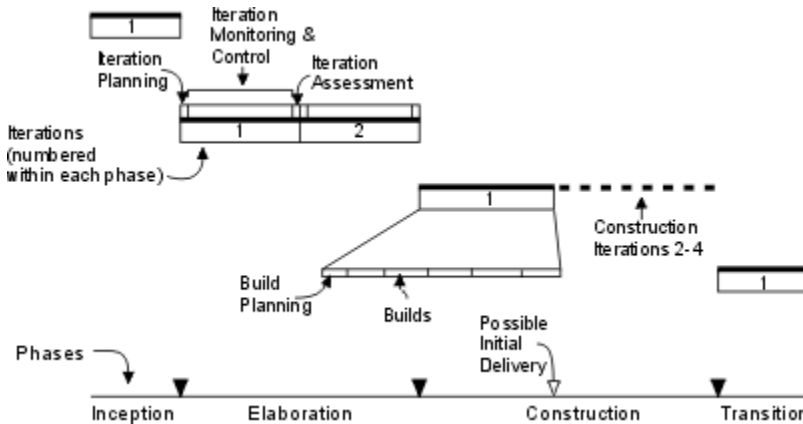 1
Iteration
Monitoring &
Control
Iteration
Planning
Iteration
Assessment
1
2
Iterations
(numbered
within each phase)
1
Construction
Iterations 2-4
Build
Planning
Builds
1
Possible
Initial
Delivery
Phases
Inception
Elaboration
Construction
Transition